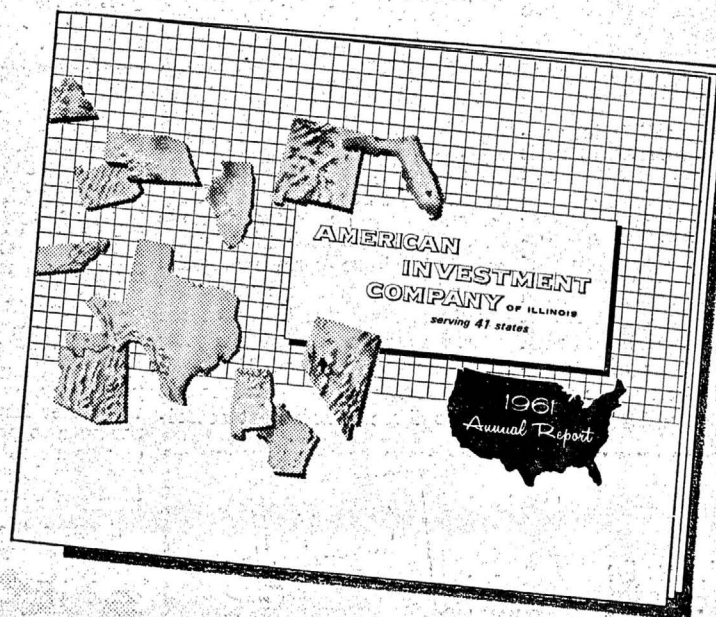 AMERICAN
INVESTMENT
COMPANY OF ILLINOIS
serving 41 states
1961
Annual Report